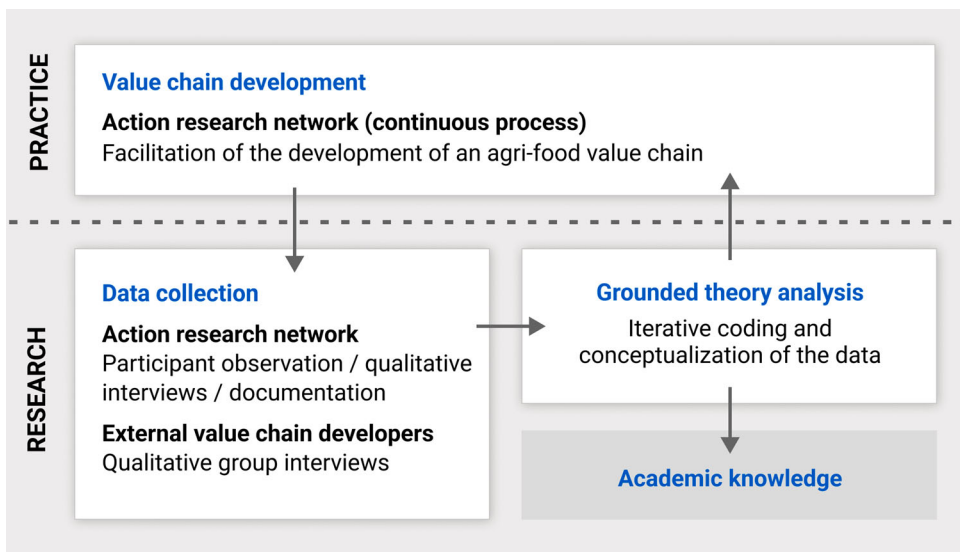 PRACTICE
Value chain development
Action research network (continuous process)
Facilitation of the development of an agri-food value chain
RESEARCH
Data collection
Action research network
Participant observation / qualitative
interviews / documentation
External value chain developers
Qualitative group interviews
Grounded theory analysis
Iterative coding and
conceptualization of the data
Academic knowledge